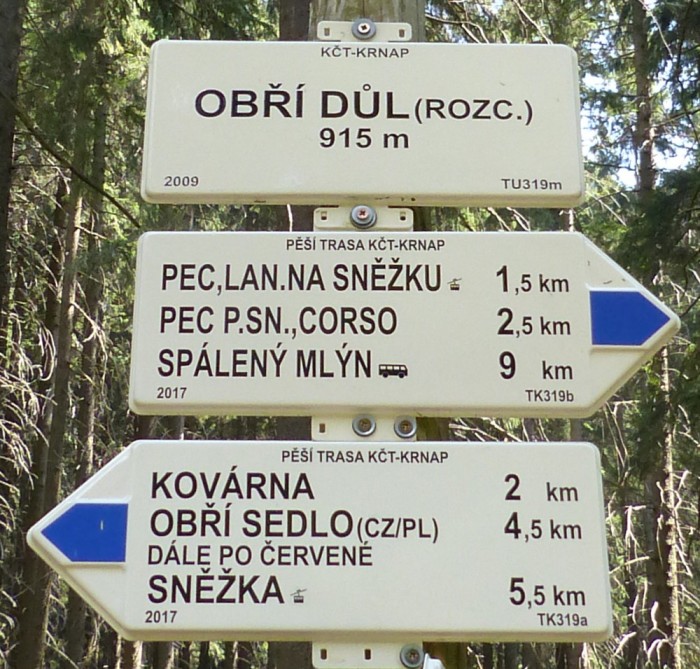 KČT-KRNAP
OBŘÍ DŮL (ROZC.)
915 m
2009 TU319m
PĚŠÍ TRASA KČT-KRNAP
PEC,LAN.NA SNĚŽKU 1,5 km
PEC P.SN.,CORSO 2,5 km
SPÁLENÝ MLÝN 9 km
2017 TK319b
PĚŠÍ TRASA KČT-KRNAP
KOVÁRNA 2 km
OBŘÍ SEDLO (CZ/PL) 4,5 km
DÁLE PO ČERVENÉ
SNĚŽKA 5,5 km
2017 TK319a